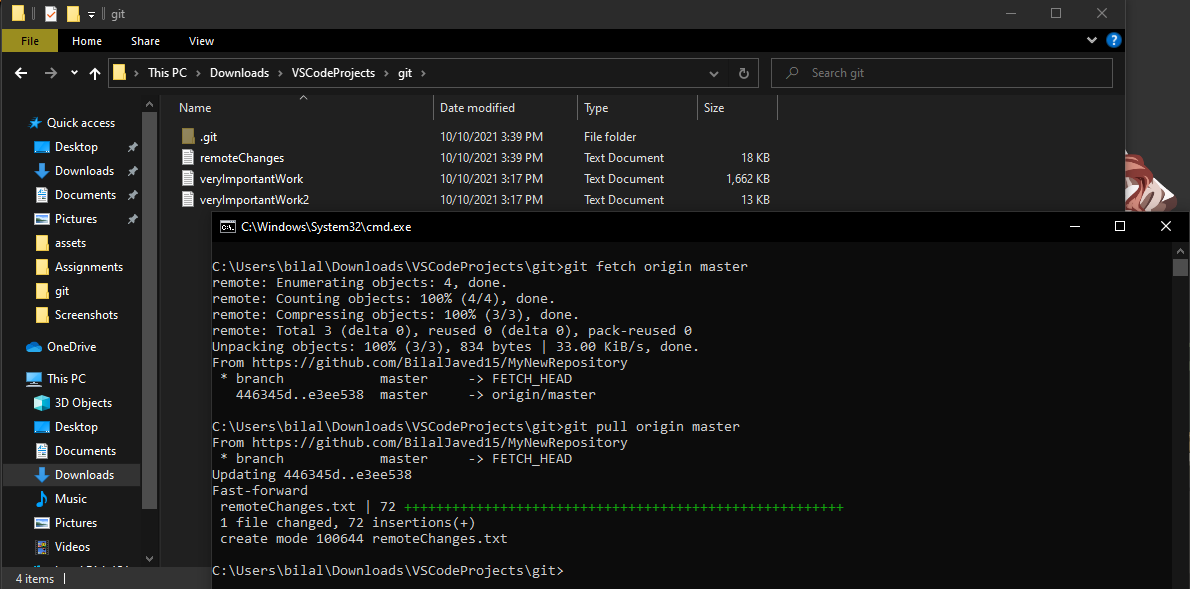 git
File Home Share View
This PC > Downloads > VSCodeProjects > git >
Search git
Quick access
Desktop
Downloads
Documents
Pictures
assets
Assignments
git
Screenshots
OneDrive
This PC
3D Objects
Desktop
Documents
Downloads
Music
Pictures
Videos
4 items
Name Date modified Type Size
.git 10/10/2021 3:39 PM File folder
remoteChanges 10/10/2021 3:39 PM Text Document 18 KB
veryImportantWork 10/10/2021 3:17 PM Text Document 1,662 KB
veryImportantWork2 10/10/2021 3:17 PM Text Document 13 KB
C:\Windows\System32\cmd.exe
C:\Users\bilal\Downloads\VSCodeProjects\git>git fetch origin master
remote: Enumerating objects: 4, done.
remote: Counting objects: 100% (4/4), done.
remote: Compressing objects: 100% (3/3), done.
remote: Total 3 (delta 0), reused 0 (delta 0), pack-reused 0
Unpacking objects: 100% (3/3), 834 bytes | 33.00 KiB/s, done.
From https://github.com/BilalJaved15/MyNewRepository
* branch master -> FETCH_HEAD
446345d..e3ee538 master -> origin/master
C:\Users\bilal\Downloads\VSCodeProjects\git>git pull origin master
From https://github.com/BilalJaved15/MyNewRepository
* branch master -> FETCH_HEAD
Updating 446345d..e3ee538
Fast-forward
remoteChanges.txt | 72 +++++++++++++++++++++++++++++++++++++++++++++++++++++++
1 file changed, 72 insertions(+)
create mode 100644 remoteChanges.txt
C:\Users\bilal\Downloads\VSCodeProjects\git>